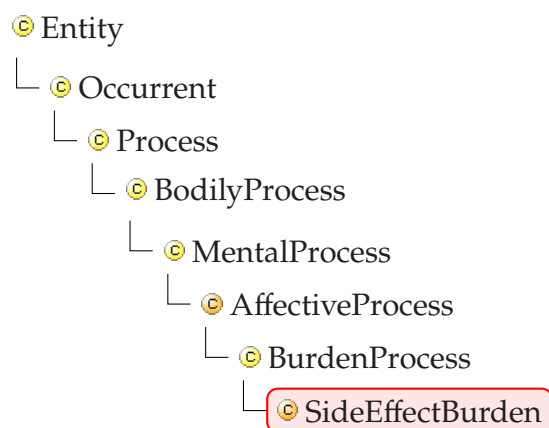 Entity
Occurrent
Process
BodilyProcess
MentalProcess
AffectiveProcess
BurdenProcess
SideEffectBurden